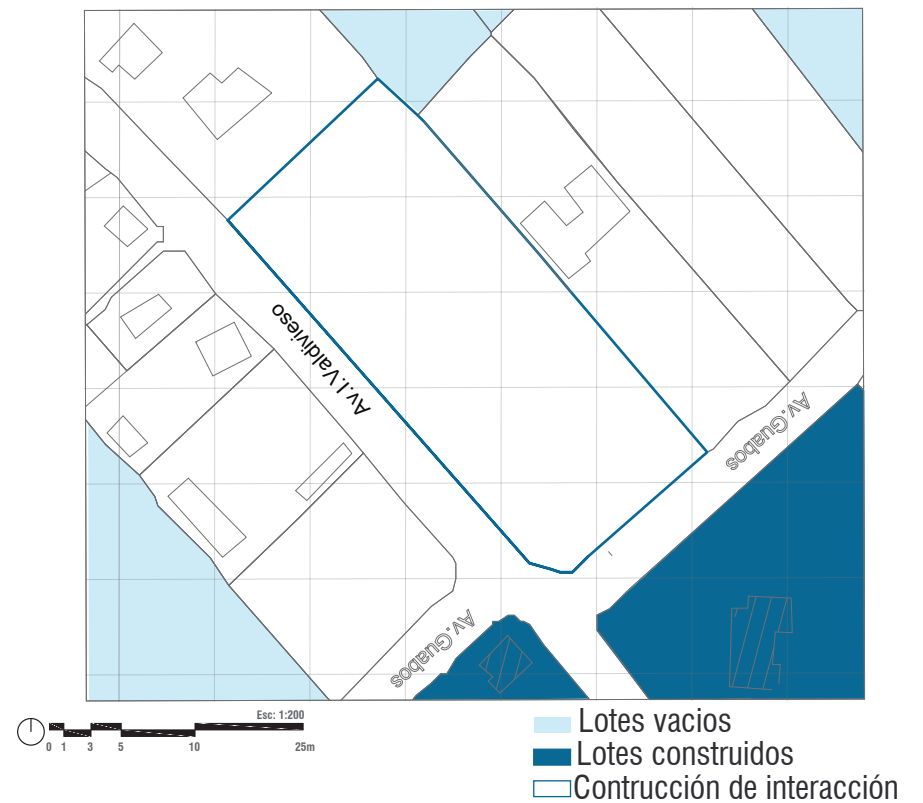 Av.I.Valdivieso
Av.Guabos
Av.Guabos
Esc: 1:200
0 1 3 5 10 25m
Lotes vacios
Lotes construidos
Contrucción de interacción